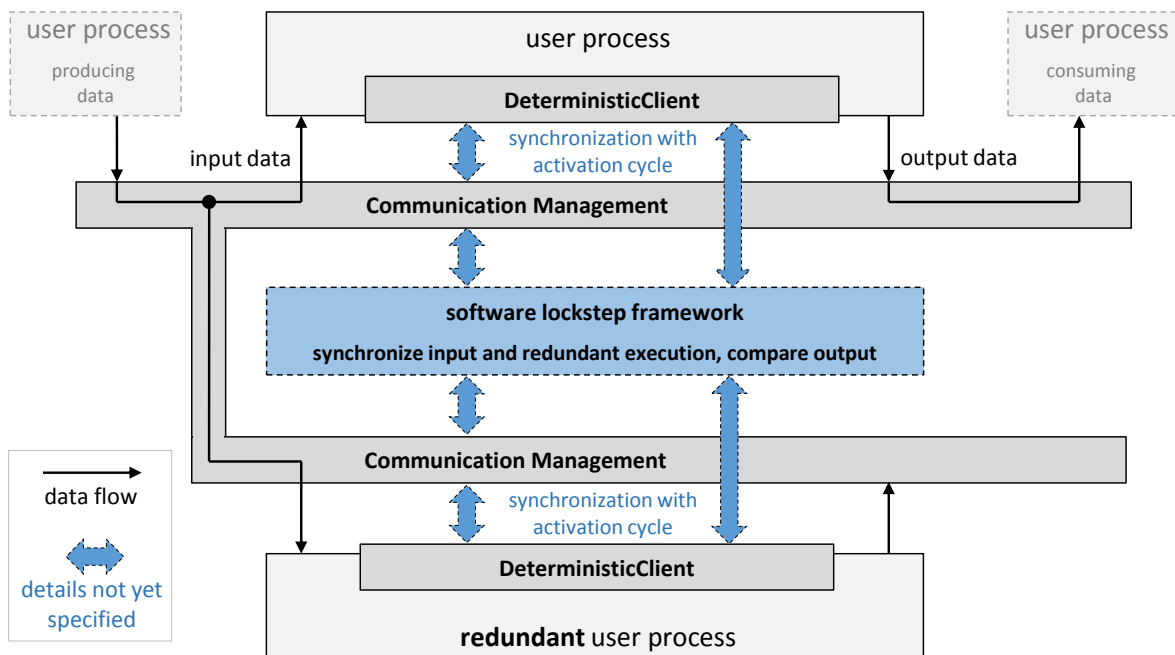 user process
producing
data
user process
DeterministicClient
user process
consuming
data
input data
synchronization with
activation cycle
output data
Communication Management
software lockstep framework
synchronize input and redundant execution, compare output
Communication Management
data flow
details not yet
specified
synchronization with
activation cycle
DeterministicClient
redundant user process